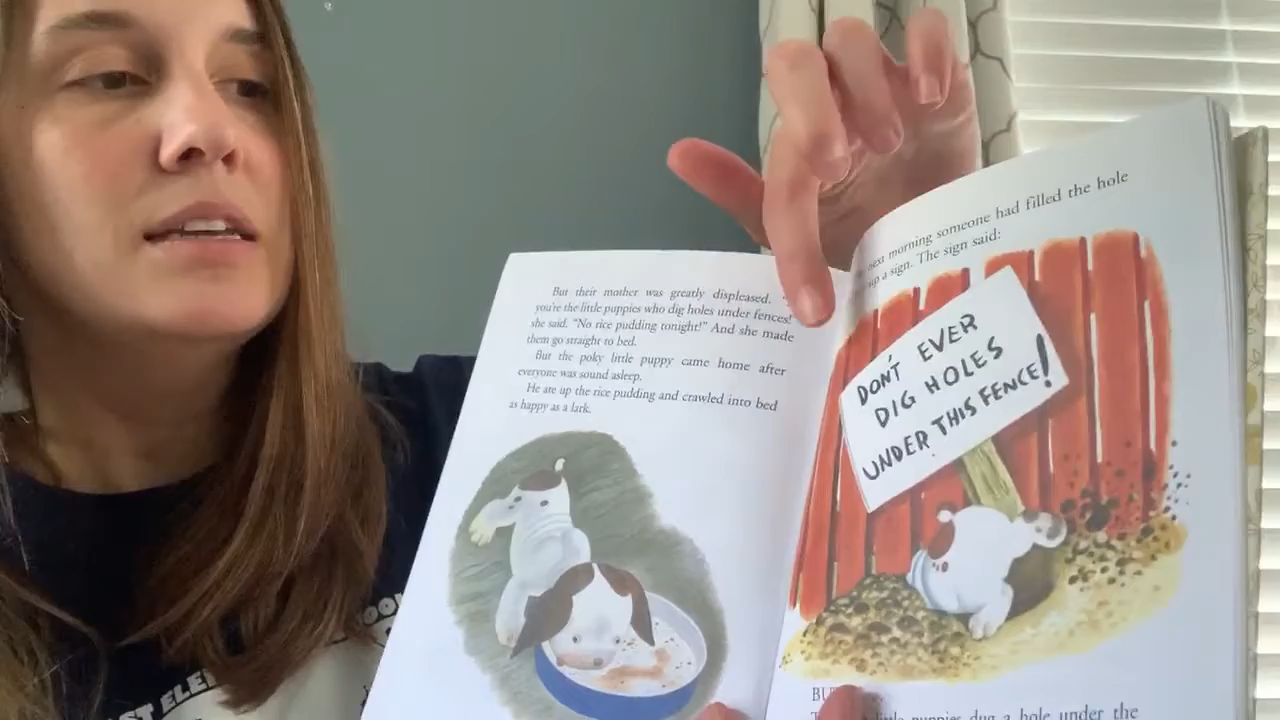 But their mother was greatly displeased.
you're the little puppies who dig holes under fences!
she said. "No rice pudding tonight!" And she made
them go straight to bed.
But the poky little puppy came home after
everyone was sound asleep.
He ate up the rice pudding and crawled into bed
as happy as a lark.
next morning someone had filled the hole
up a sign. The sign said:
DON'T EVER
DIG HOLES
UNDER THIS FENCE!
little puppies dug a hole under the